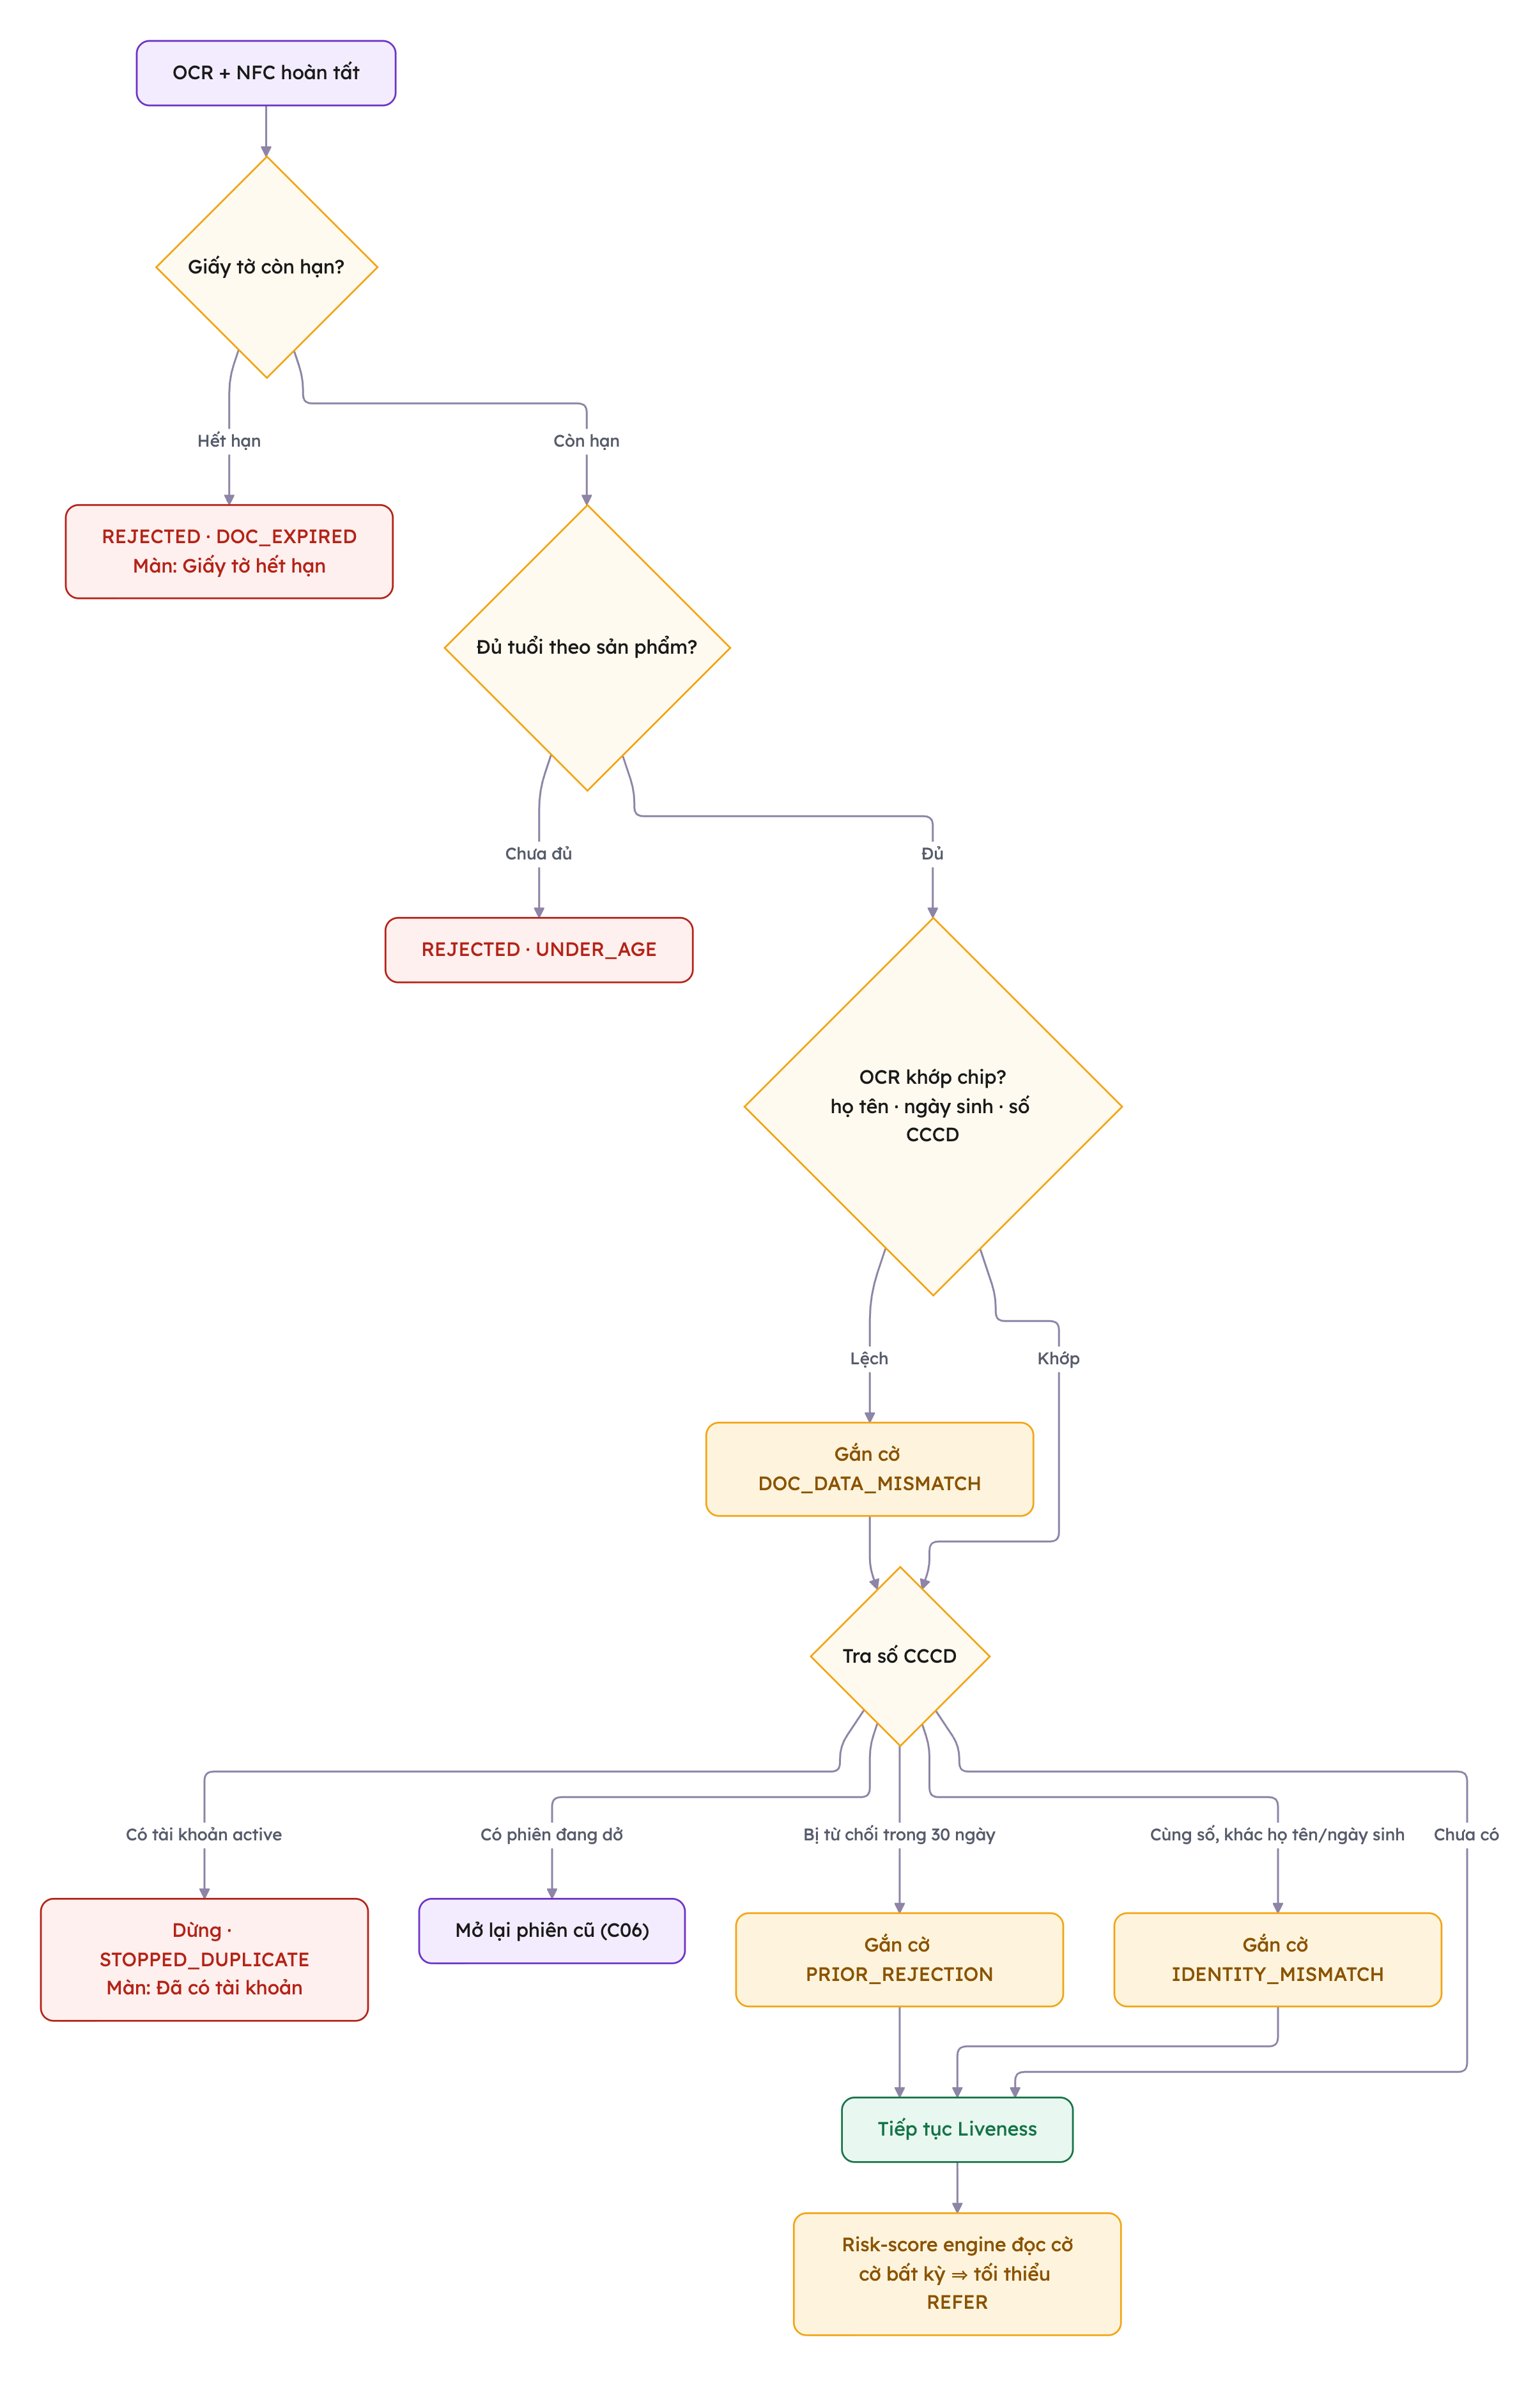 OCR + NFC hoàn tất
Giấy tờ còn hạn?
Hết hạn
Còn hạn
REJECTED · DOC_EXPIRED
Màn: Giấy tờ hết hạn
Đủ tuổi theo sản phẩm?
Chưa đủ
Đủ
REJECTED · UNDER_AGE
OCR khớp chip?
họ tên · ngày sinh · số
CCCD
Lệch
Khớp
Gắn cờ
DOC_DATA_MISMATCH
Tra số CCCD
Có tài khoản active
Có phiên đang dở
Bị từ chối trong 30 ngày
Cùng số, khác họ tên/ngày sinh
Chưa có
Dừng ·
STOPPED_DUPLICATE
Màn: Đã có tài khoản
Mở lại phiên cũ (C06)
Gắn cờ
PRIOR_REJECTION
Gắn cờ
IDENTITY_MISMATCH
Tiếp tục Liveness
Risk-score engine đọc cờ
cờ bất kỳ ⇒ tối thiểu
REFER